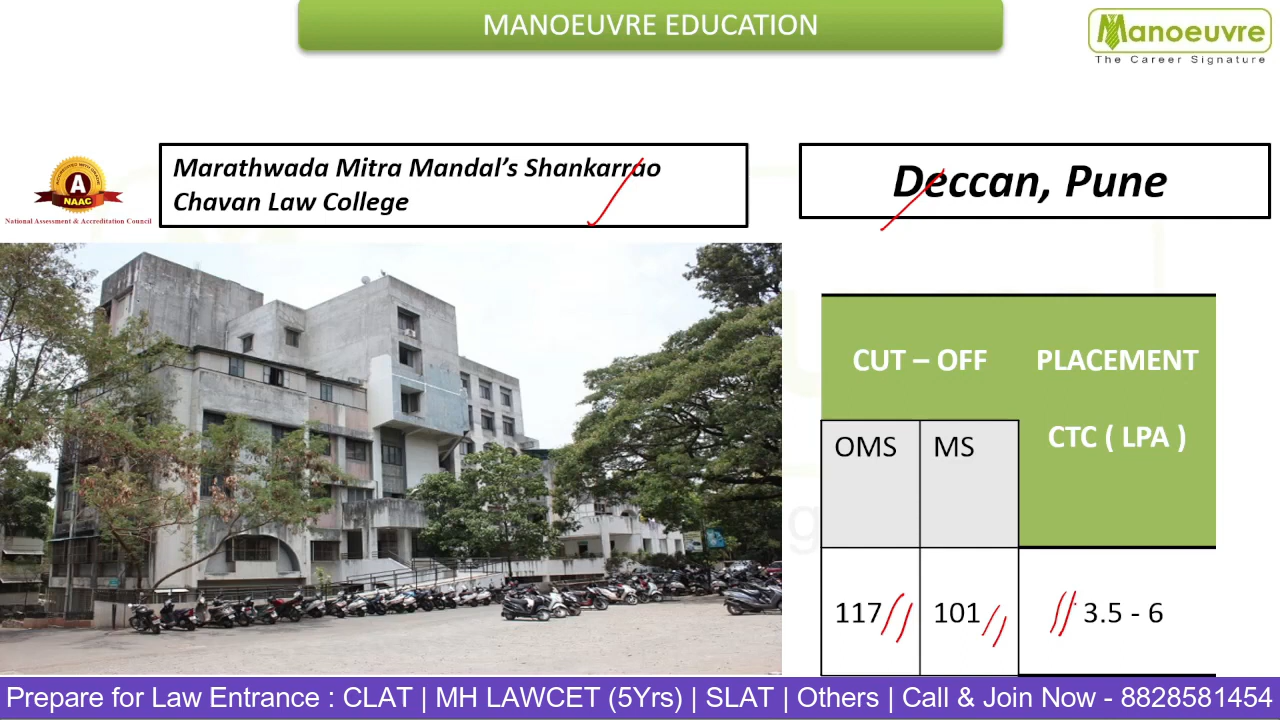 MANOEUVRE EDUCATION
Manoeuvre
The Career Signature
Marathwada Mitra Mandal's Shankarrao
Chavan Law College
Deccan, Pune
A
NAAC
National Assessment & Accreditation Council
CUT – OFF
PLACEMENT
CTC ( LPA )
OMS
MS
117
101
3.5 - 6
Prepare for Law Entrance : CLAT | MH LAWCET (5Yrs) | SLAT | Others | Call & Join Now - 8828581454